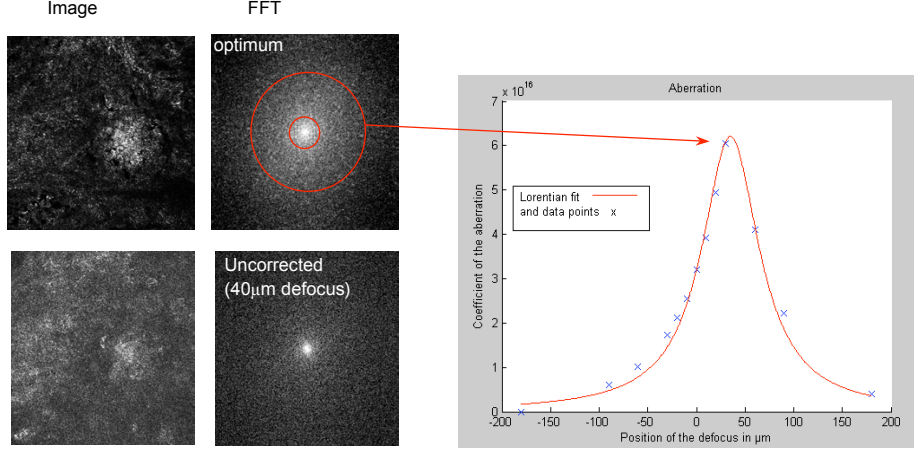 Image
FFT
optimum
Uncorrected
(40μm defocus)
Aberration
x 10^16
7
6
5
4
3
2
1
0
Coefficient of the aberration
Lorentian fit
and data points x
-200 -150 -100 -50 0 50 100 150 200
Position of the defocus in μm